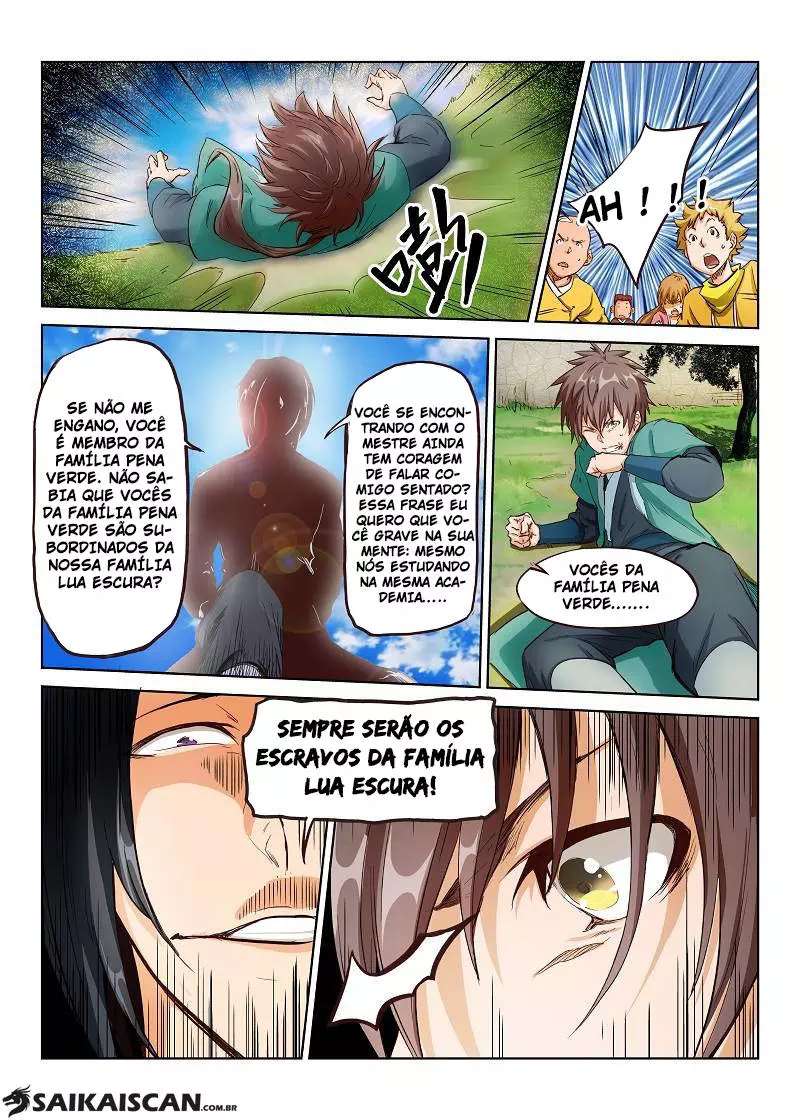 嘭
AH !!!
SE NÃO ME
ENGANO, VOCÊ
É MEMBRO DA
FAMÍLIA PENA
VERDE. NÃO SA-
BIA QUE VOCÊS
DA FAMÍLIA PENA
VERDE SÃO SU-
BORDINADOS DA
NOSSA FAMÍLIA
LUA ESCURA?
VOCÊ SE ENCON-
TRANDO COM O
MESTRE AINDA
TEM CORAGEM
DE FALAR CO-
MIGO SENTADO?
ESSA FRASE EU
QUERO QUE VO-
CÊ GRAVE NA SUA
MENTE: MESMO
NÓS ESTUDANDO
NA MESMA ACA-
DEMIA.....
VOCÊS DA
FAMÍLIA PENA
VERDE.......
SEMPRE SERÃO OS
ESCRAVOS DA FAMÍLIA
LUA ESCURA!
SAIKAISCAN.COM.BR